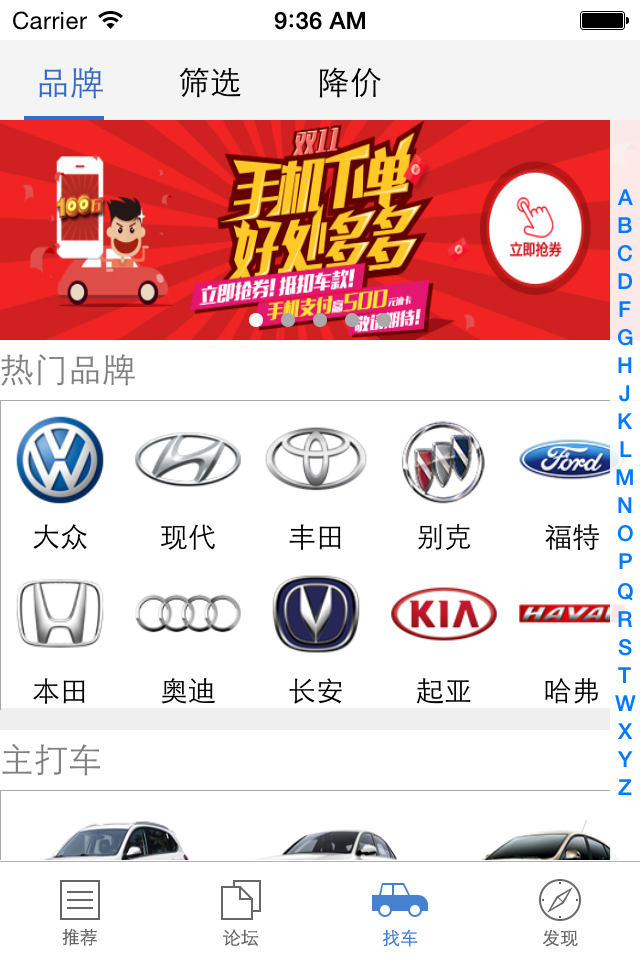 Carrier 9:36 AM
品牌 筛选 降价
双11
手机下单
好处多多
100万
立即抢券
立即抢券! 抵扣车款!
手机支付赢500元油卡
敬请期待!
热门品牌
Ford
大众 现代 丰田 别克 福特
KIA HAVAL
本田 奥迪 长安 起亚 哈弗
主打车
A
B
C
D
F
G
H
J
K
L
M
N
O
P
Q
R
S
T
W
X
Y
Z
推荐 论坛 找车 发现